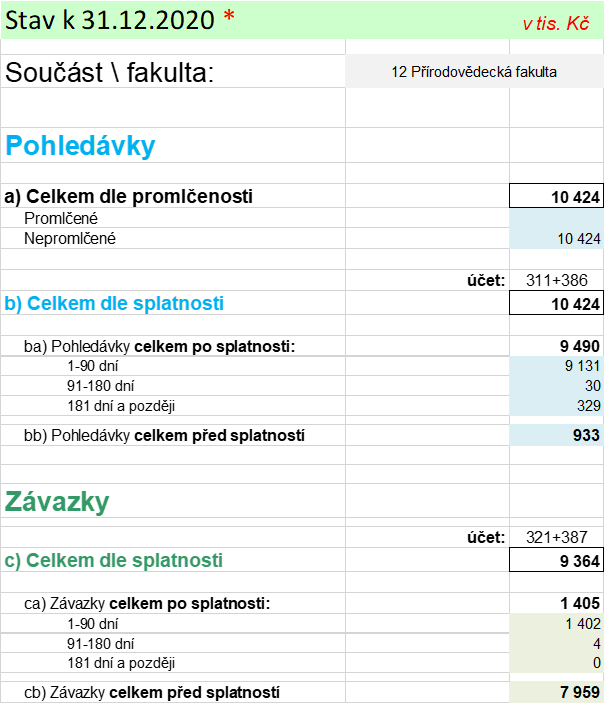 Stav k 31.12.2020 * v tis. Kč
Součást \ fakulta: 12 Přírodovědecká fakulta
Pohledávky
a) Celkem dle promlčenosti 10 424
Promlčené
Nepromlčené 10 424
účet: 311+386
b) Celkem dle splatnosti 10 424
ba) Pohledávky celkem po splatnosti: 9 490
1-90 dní 9 131
91-180 dní 30
181 dní a později 329
bb) Pohledávky celkem před splatností 933
Závazky
účet: 321+387
c) Celkem dle splatnosti 9 364
ca) Závazky celkem po splatnosti: 1 405
1-90 dní 1 402
91-180 dní 4
181 dní a později 0
cb) Závazky celkem před splatností 7 959